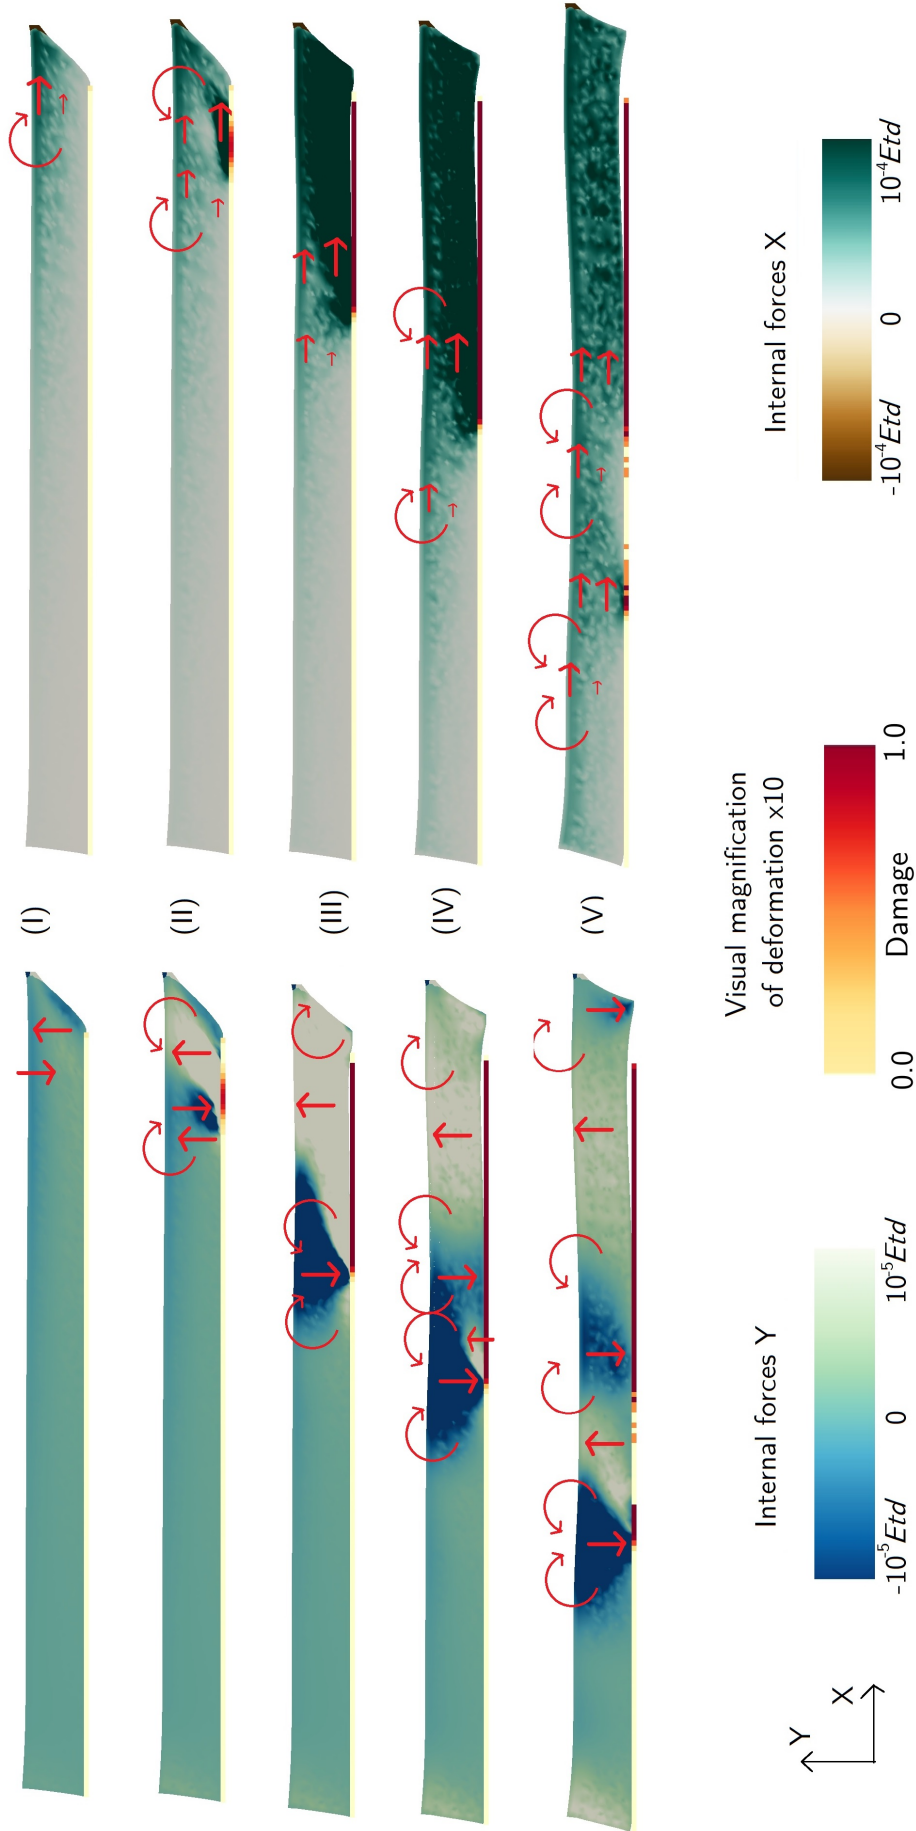 (I)
(II)
(III)
(IV)
(V)
Y
X
Internal forces Y
-10⁻⁵Etd
0
10⁻⁵Etd
Visual magnification
of deformation x10
0.0
Damage
1.0
Internal forces X
-10⁻⁴Etd
0
10⁻⁴Etd